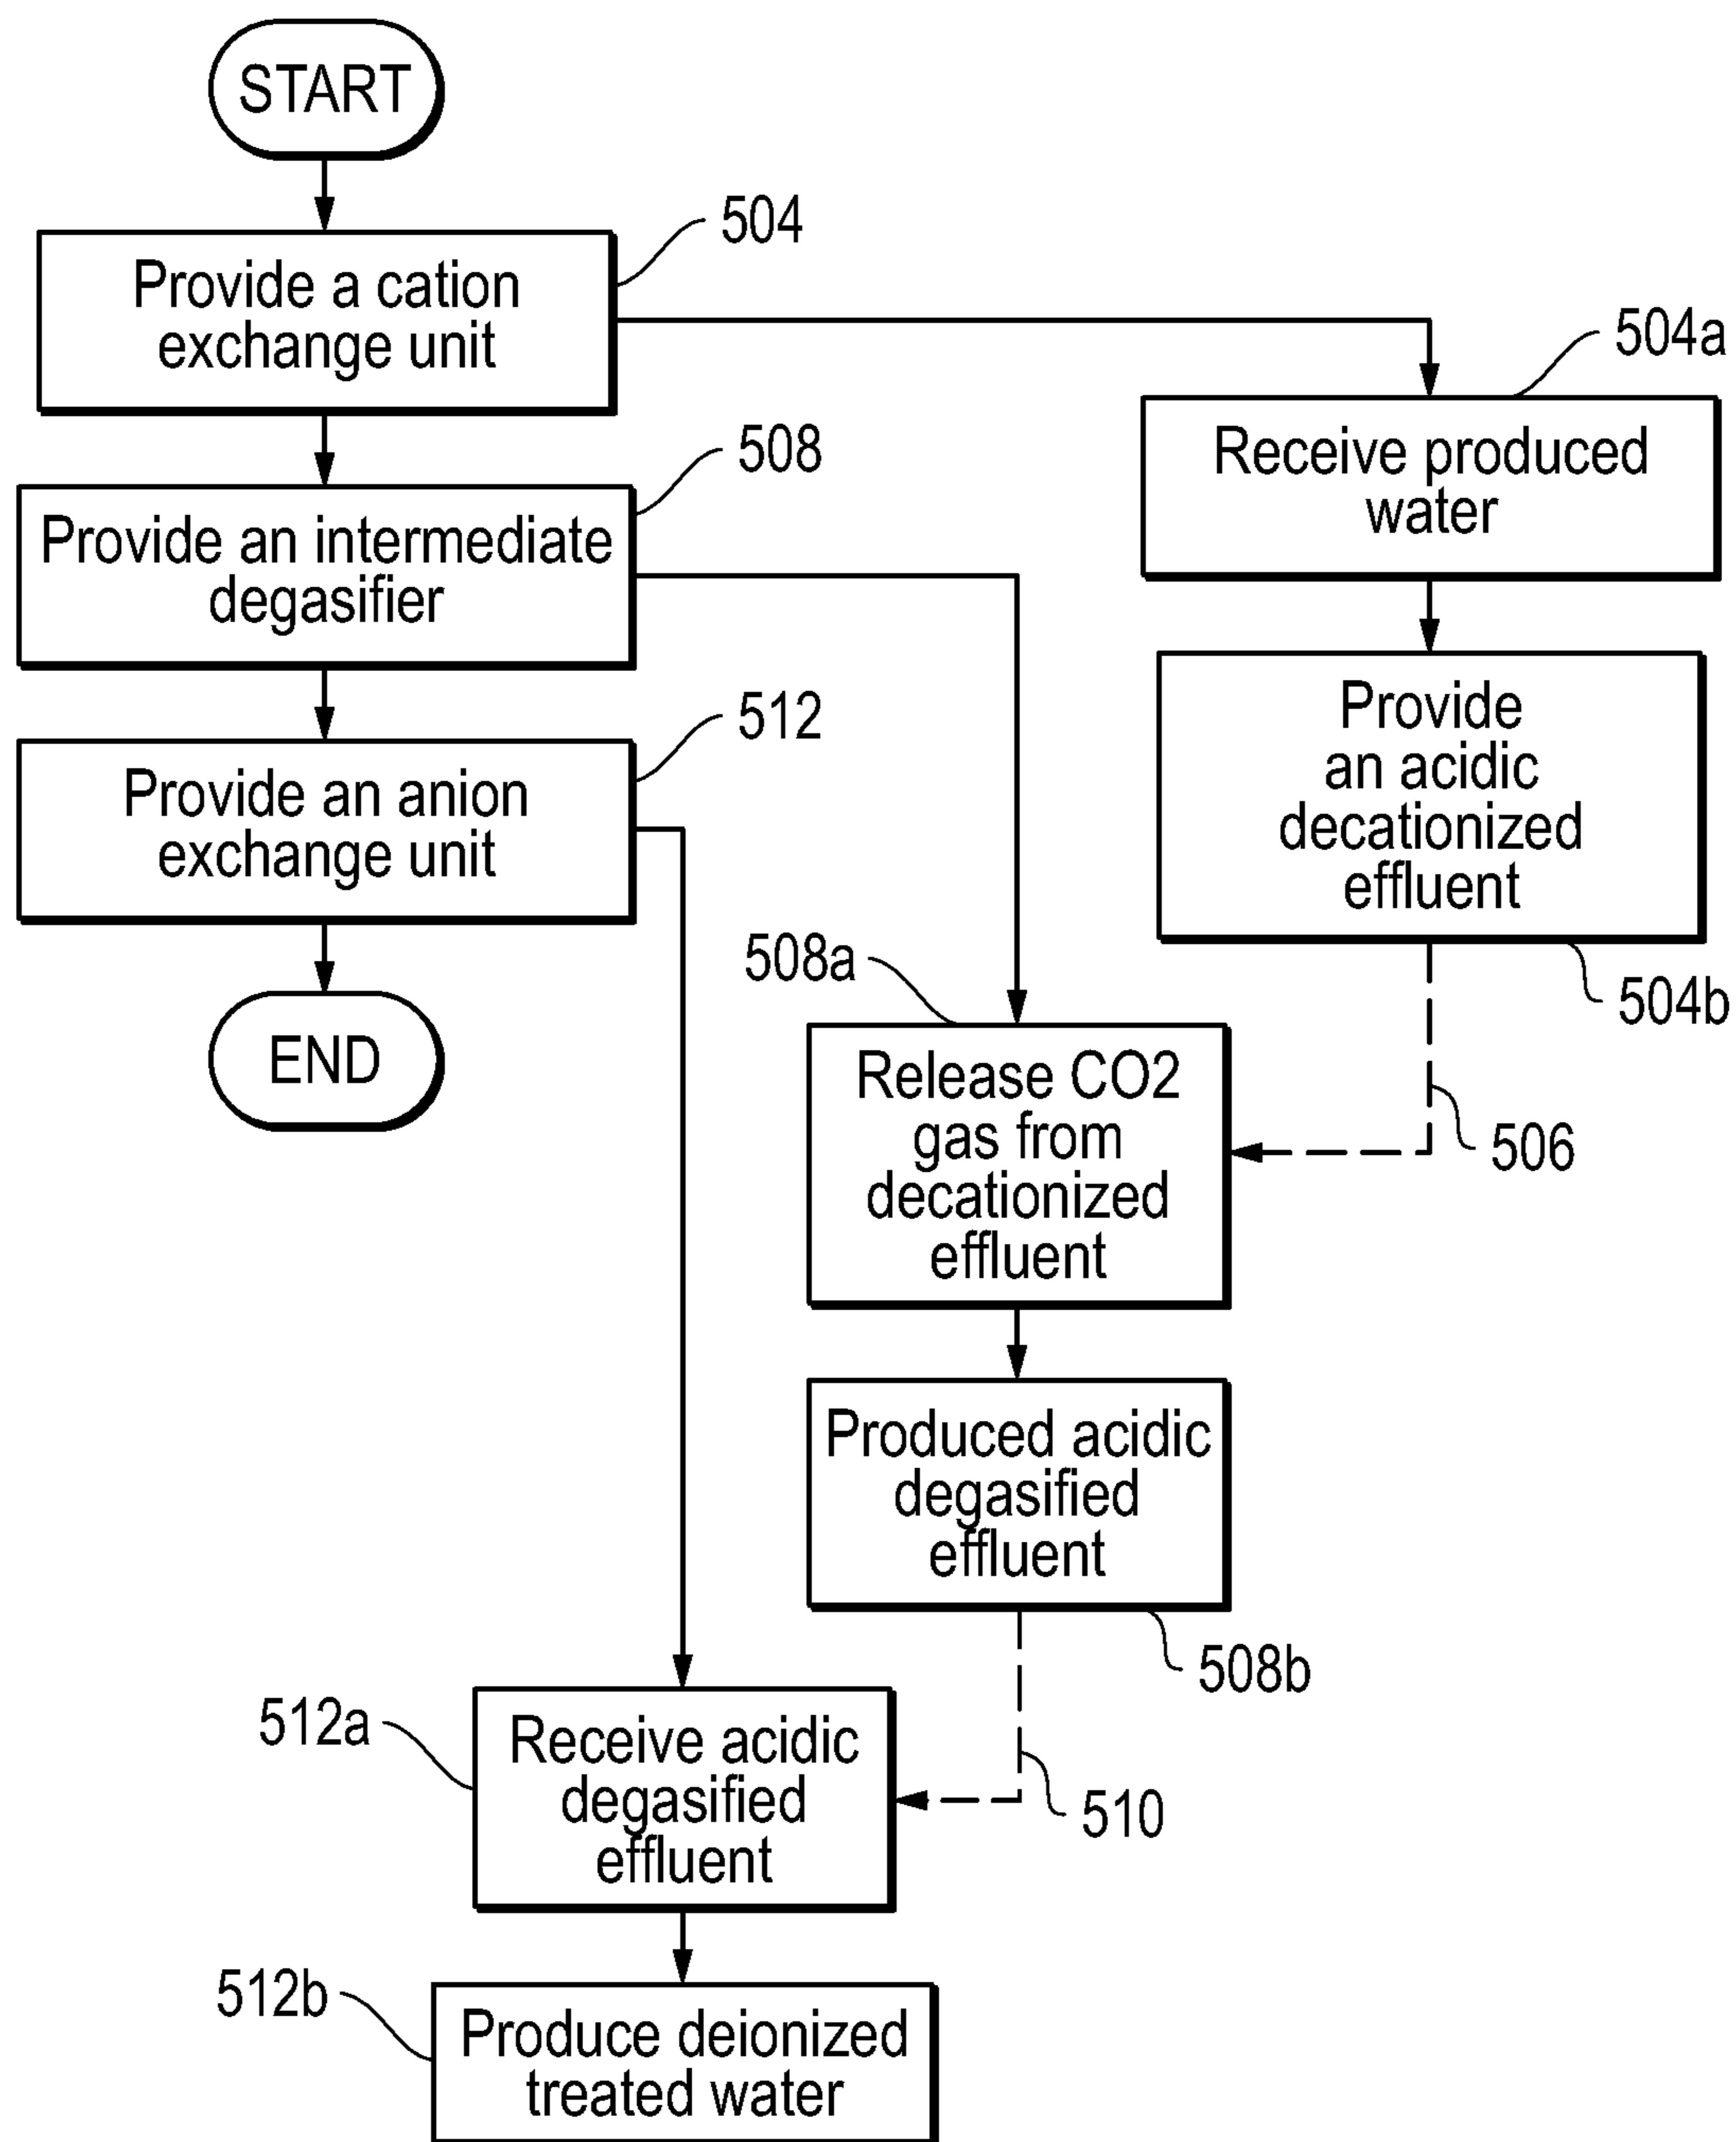 START
504
Provide a cation
exchange unit
504a
Receive produced
water
508
Provide an intermediate
degasifier
Provide
an acidic
decationized
effluent
504b
512
Provide an anion
exchange unit
END
508a
Release CO2
gas from
decationized
effluent
506
Produced acidic
degasified
effluent
508b
512a
Receive acidic
degasified
effluent
510
512b
Produce deionized
treated water